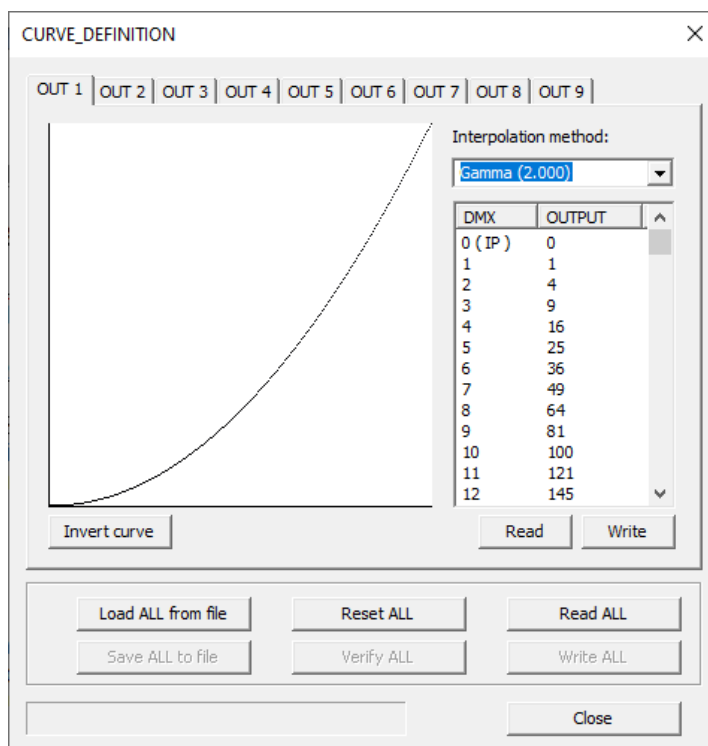 CURVE_DEFINITION
OUT 1 OUT 2 OUT 3 OUT 4 OUT 5 OUT 6 OUT 7 OUT 8 OUT 9
Interpolation method:
Gamma (2.000)
DMX OUTPUT
0 ( IP ) 0
1 1
2 4
3 9
4 16
5 25
6 36
7 49
8 64
9 81
10 100
11 121
12 145
Invert curve Read Write
Load ALL from file Reset ALL Read ALL
Save ALL to file Verify ALL Write ALL
Close